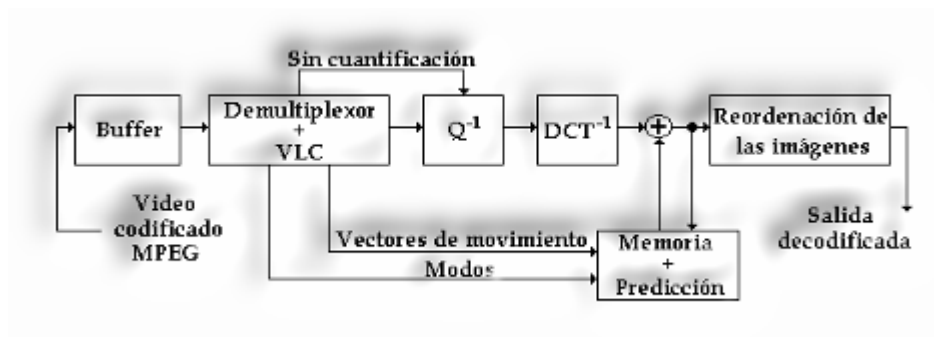 Sin cuantificación
Buffer
Demultiplexor
+
VLC
Q-1
DCT-1
+
Reordenación de
las imágenes
Video
codificado
MPEG
Vectores de movimiento
Modos
Memoria
+
Predicción
Salida
decodificada